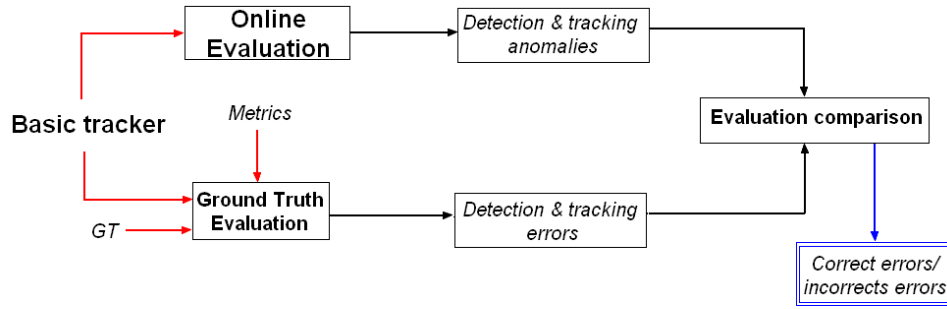 Online
Evaluation
Detection & tracking
anomalies
Basic tracker
Metrics
Evaluation comparison
Ground Truth
Evaluation
GT
Detection & tracking
errors
Correct errors/
incorrects errors